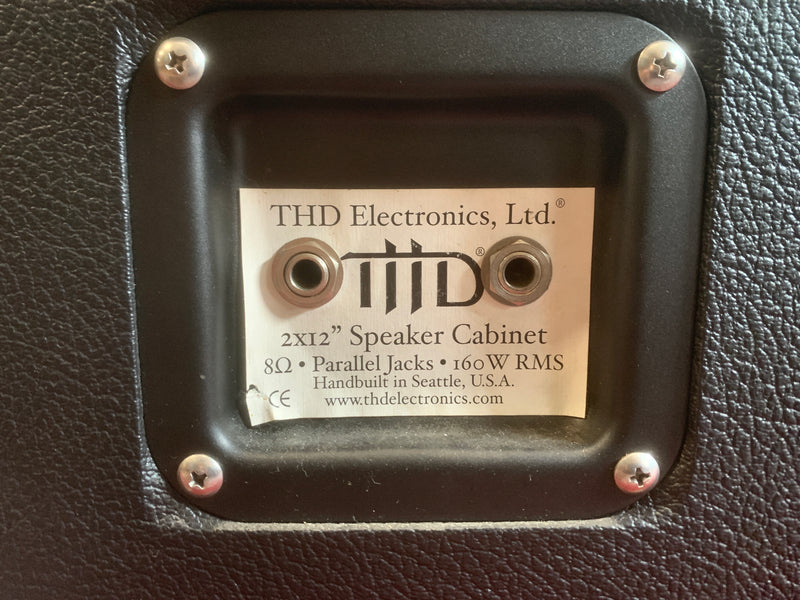 THD Electronics, Ltd.®
THD®
2x12” Speaker Cabinet
8Ω • Parallel Jacks • 160W RMS
Handbuilt in Seattle, U.S.A.
CE www.thdelectronics.com